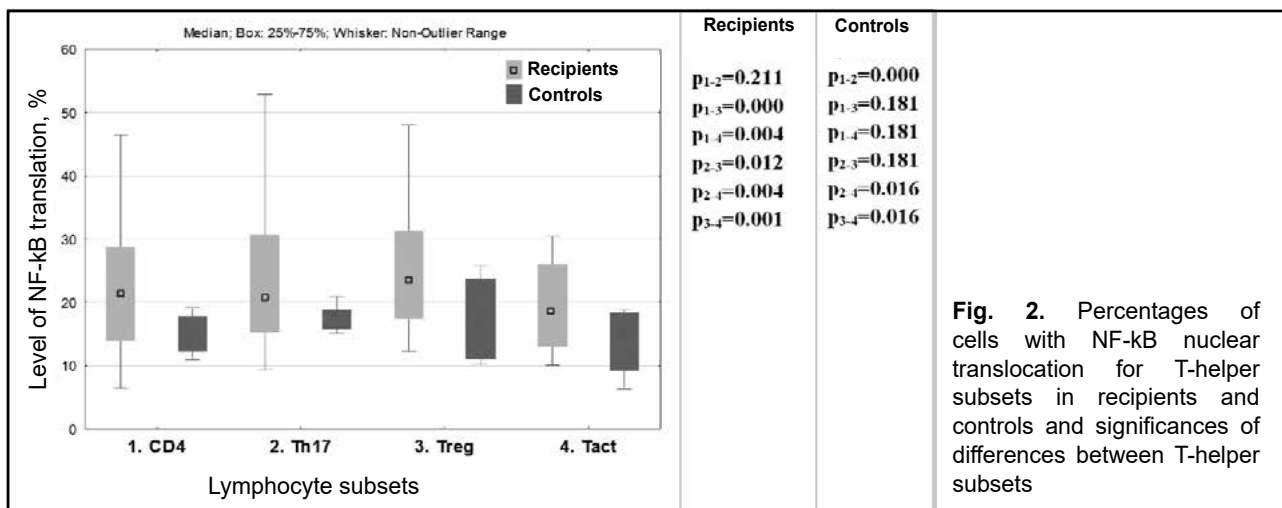 Median; Box: 25%-75%; Whisker: Non-Outlier Range
60
50
40
30
20
10
0
Level of NF-kB translation, %
Recipients
Controls
1. CD4
2. Th17
3. Treg
4. Tact
Lymphocyte subsets
Recipients
p1-2=0.211
p1-3=0.000
p1-4=0.004
p2-3=0.012
p2-4=0.004
p3-4=0.001
Controls
p1-2=0.000
p1-3=0.181
p1-4=0.181
p2-3=0.181
p2-4=0.016
p3-4=0.016
Fig. 2. Percentages of
cells with NF-kB nuclear
translocation for T-helper
subsets in recipients and
controls and significances of
differences between T-helper
subsets